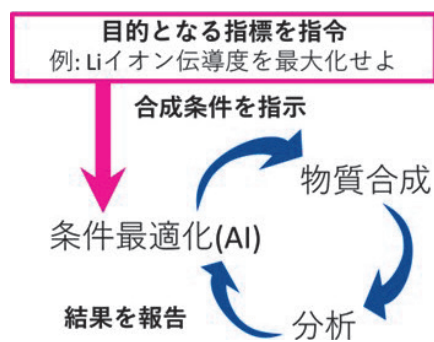 目的となる指標を指令
例: Liイオン伝導度を最大化せよ
合成条件を指示
物質合成
条件最適化(AI)
結果を報告
分析